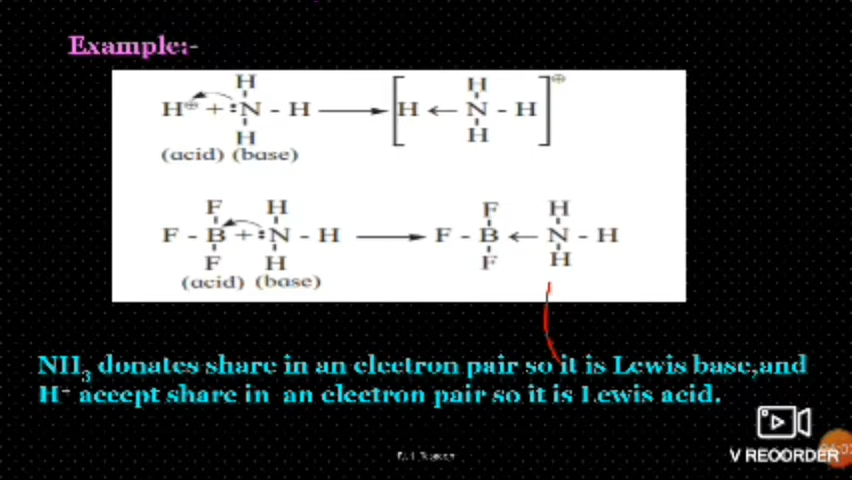 Example:-
H⊕ + :N - H ⟶ [H ← N - H]⊕
H H
H H
(acid) (base)
F H F H
F - B + :N - H ⟶ F - B ← N - H
F H F H
(acid) (base)
NH3 donates share in an electron pair so it is Lewis base,and
H+ accept share in an electron pair so it is Lewis acid.
V RECORDER